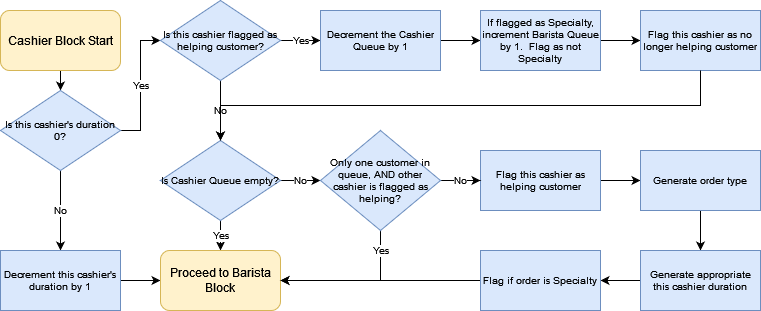 Cashier Block Start
Is this cashier's duration
0?
Yes
No
Decrement this cashier's
duration by 1
Is this cashier flagged as
helping customer?
Yes
No
Decrement the Cashier
Queue by 1
If flagged as Specialty,
increment Barista Queue
by 1.  Flag as not
Specialty
Flag this cashier as no
longer helping customer
Is Cashier Queue empty?
No
Yes
Only one customer in
queue, AND other
cashier is flagged as
helping?
No
Yes
Flag this cashier as
helping customer
Generate order type
Generate appropriate
this cashier duration
Flag if order is Specialty
Proceed to Barista
Block